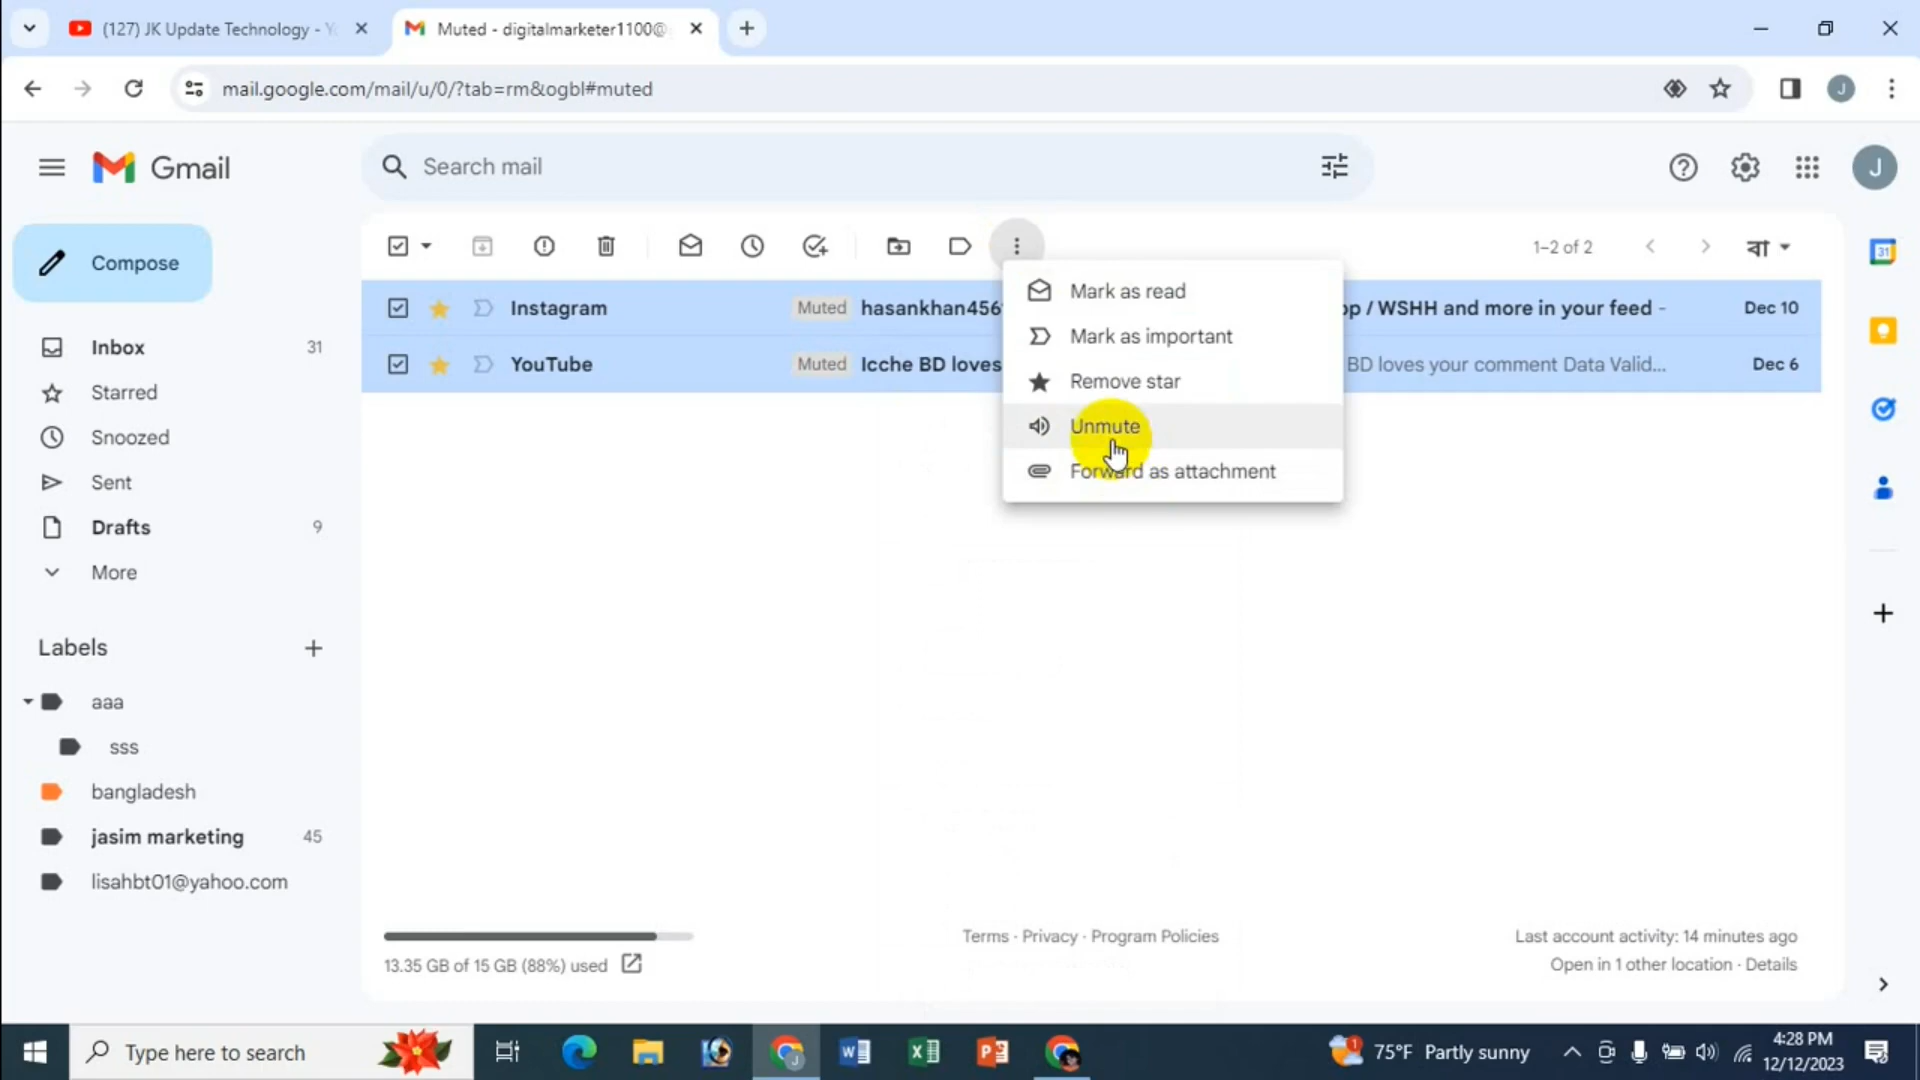 (127) JK Update Technology - Y
Muted - digitalmarketer1100@
mail.google.com/mail/u/0/?tab=rm&ogbl#muted
J
Gmail
Search mail
J
Compose
1–2 of 2
বা
31
Instagram Muted hasankhan456 op / WSHH and more in your feed - Dec 10
YouTube Muted Icche BD loves BD loves your comment Data Valid... Dec 6
Mark as read
Mark as important
Remove star
Unmute
Forward as attachment
Inbox 31
Starred
Snoozed
Sent
Drafts 9
More
Labels
aaa
sss
bangladesh
jasim marketing 45
lisahbt01@yahoo.com
13.35 GB of 15 GB (88%) used
Terms · Privacy · Program Policies
Last account activity: 14 minutes ago
Open in 1 other location · Details
Type here to search
75°F Partly sunny
4:28 PM
12/12/2023